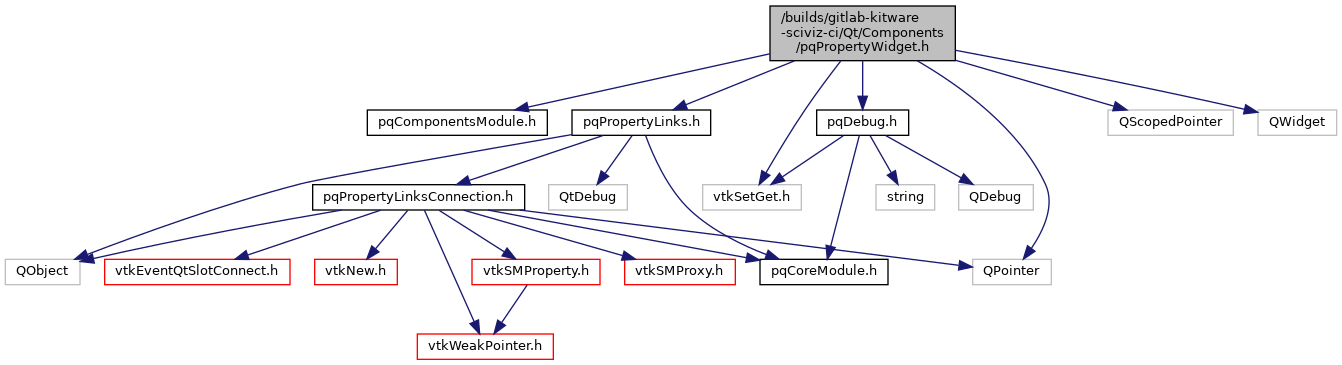 /builds/gitlab-kitware
-sciviz-ci/Qt/Components
/pqPropertyWidget.h
pqComponentsModule.h
pqPropertyLinks.h
pqDebug.h
QScopedPointer
QWidget
pqPropertyLinksConnection.h
QtDebug
vtkSetGet.h
string
QDebug
QObject
vtkEventQtSlotConnect.h
vtkNew.h
vtkSMProperty.h
vtkSMProxy.h
pqCoreModule.h
QPointer
vtkWeakPointer.h